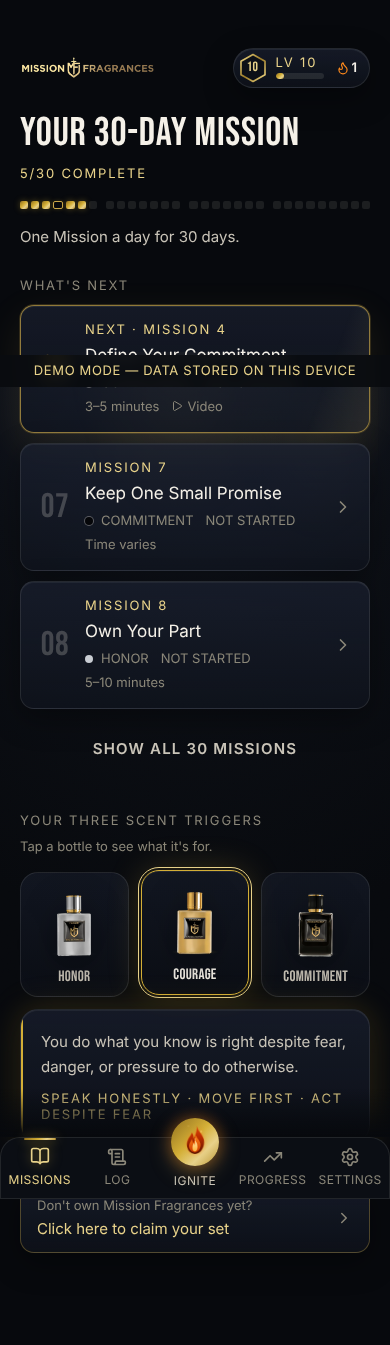 MISSION FRAGRANCES
10
LV 10
1
YOUR 30-DAY MISSION
5/30 COMPLETE
One Mission a day for 30 days.
WHAT'S NEXT
NEXT · MISSION 4
Define Your Commitment
DEMO MODE — DATA STORED ON THIS DEVICE
3–5 minutes Video
MISSION 7
07
Keep One Small Promise
COMMITMENT NOT STARTED
Time varies
MISSION 8
08
Own Your Part
HONOR NOT STARTED
5–10 minutes
SHOW ALL 30 MISSIONS
YOUR THREE SCENT TRIGGERS
Tap a bottle to see what it's for.
HONOR
COURAGE
COMMITMENT
You do what you know is right despite fear,
danger, or pressure to do otherwise.
SPEAK HONESTLY · MOVE FIRST · ACT
DESPITE FEAR
MISSIONS
LOG
IGNITE
PROGRESS
SETTINGS
Don't own Mission Fragrances yet?
Click here to claim your set